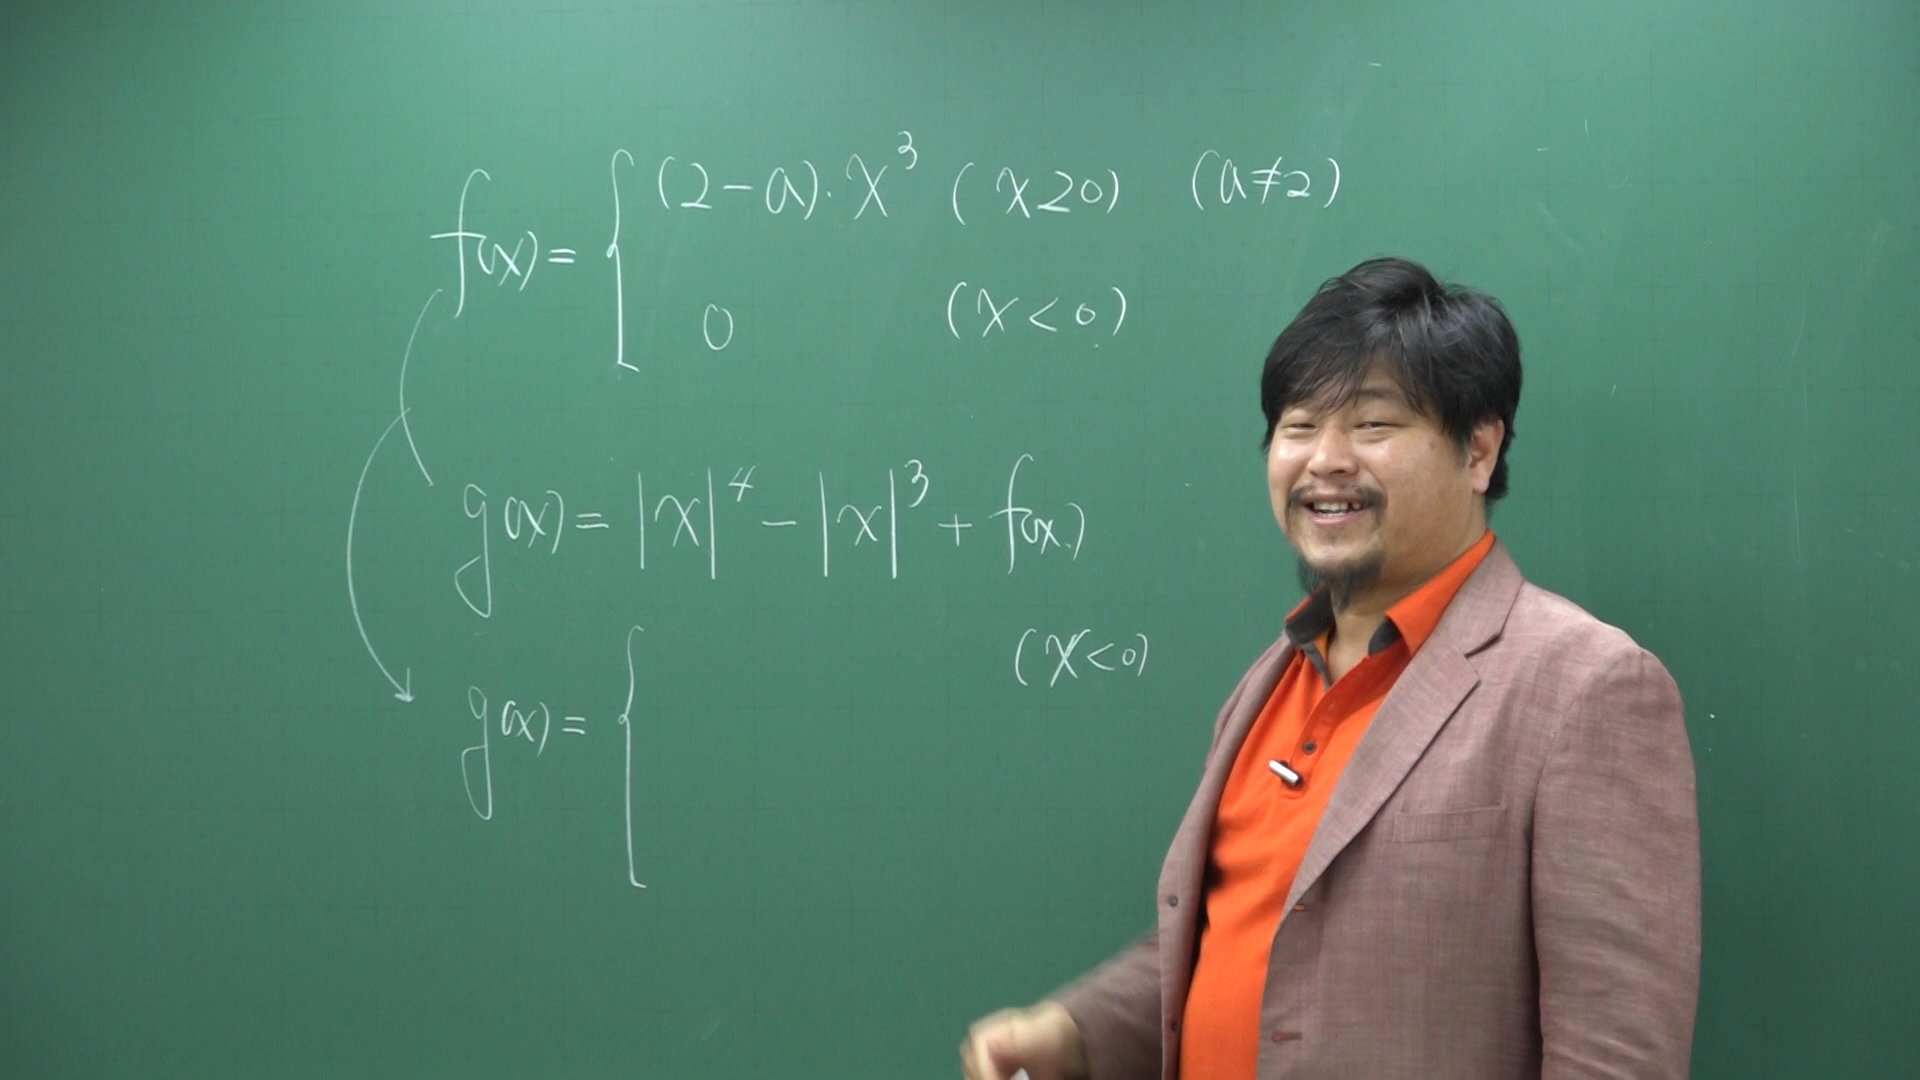 f(x) = { (2-a)·x³ (x≥0) (a≠2)
0 (x<0)
g(x) = |x|⁴ - |x|³ + f(x)
(x<0)
g(x) = {